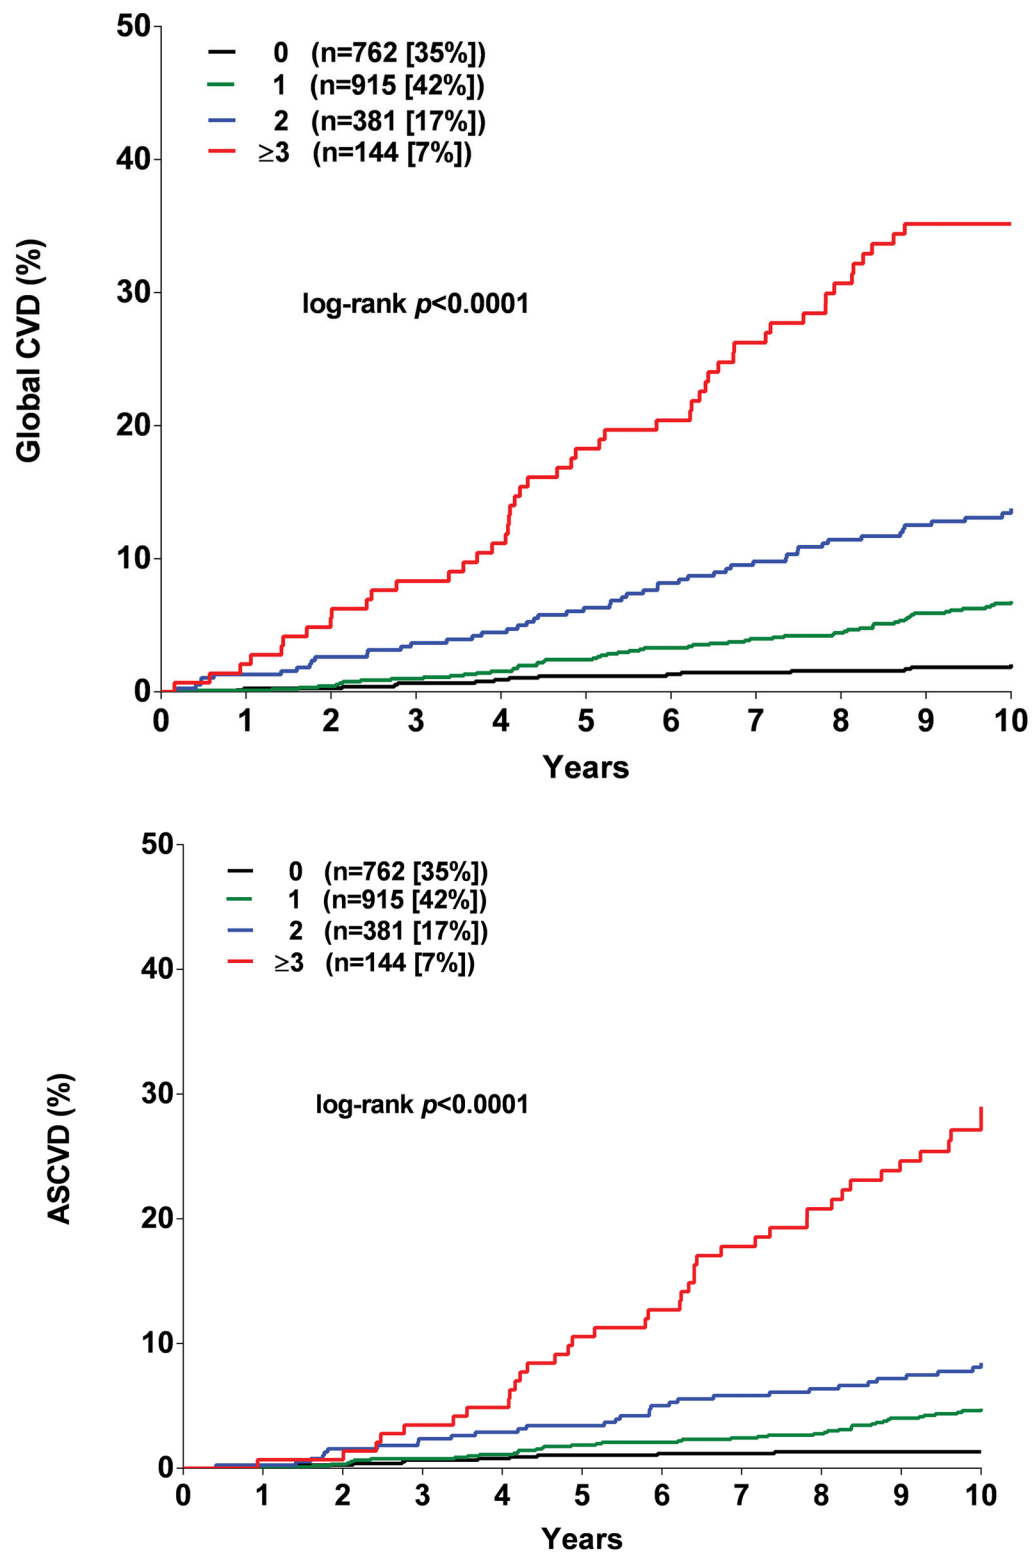 50
0 (n=762 [35%])
1 (n=915 [42%])
2 (n=381 [17%])
≥3 (n=144 [7%])
40
30
log-rank p<0.0001
Global CVD (%)
20
10
0
0 1 2 3 4 5 6 7 8 9 10
Years
50
0 (n=762 [35%])
1 (n=915 [42%])
2 (n=381 [17%])
≥3 (n=144 [7%])
40
30
log-rank p<0.0001
ASCVD (%)
20
10
0
0 1 2 3 4 5 6 7 8 9 10
Years